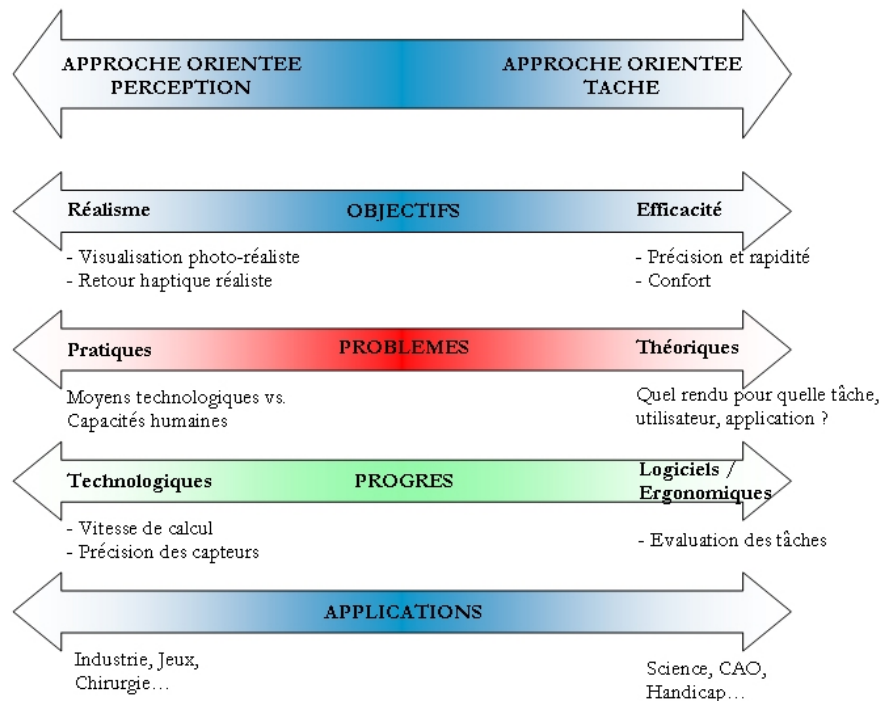 APPROCHE ORIENTEE
PERCEPTION
APPROCHE ORIENTEE
TACHE
Réalisme
OBJECTIFS
Efficacité
- Visualisation photo-réaliste
- Retour haptique réaliste
- Précision et rapidité
- Confort
Pratiques
PROBLEMES
Théoriques
Moyens technologiques vs.
Capacités humaines
Quel rendu pour quelle tâche,
utilisateur, application ?
Technologiques
PROGRES
Logiciels /
Ergonomiques
- Vitesse de calcul
- Précision des capteurs
- Evaluation des tâches
APPLICATIONS
Industrie, Jeux,
Chirurgie...
Science, CAO,
Handicap...